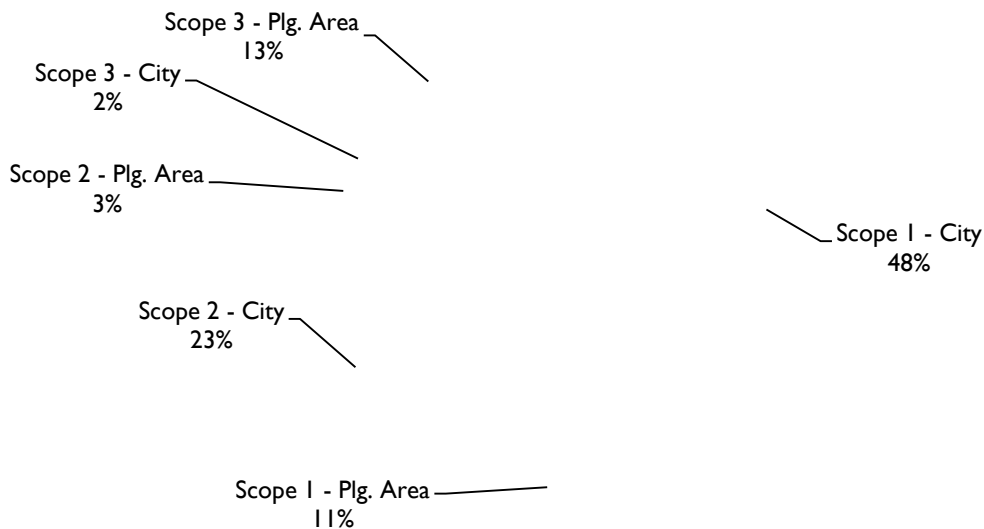 Scope 3 - Plg. Area
13%
Scope 3 - City
2%
Scope 2 - Plg. Area
3%
Scope 1 - City
48%
Scope 2 - City
23%
Scope 1 - Plg. Area
11%